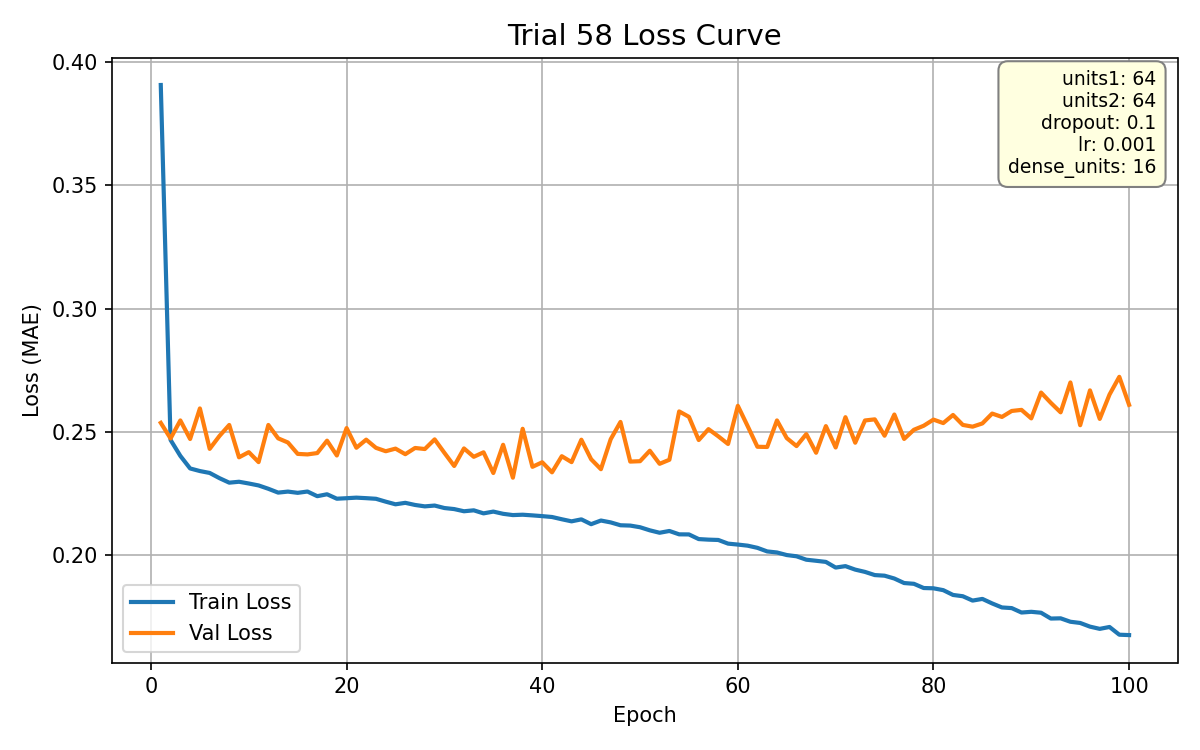 Trial 58 Loss Curve
units1: 64
units2: 64
dropout: 0.1
lr: 0.001
dense_units: 16
Loss (MAE)
0.40
0.35
0.30
0.25
0.20
Train Loss
Val Loss
0 20 40 60 80 100
Epoch